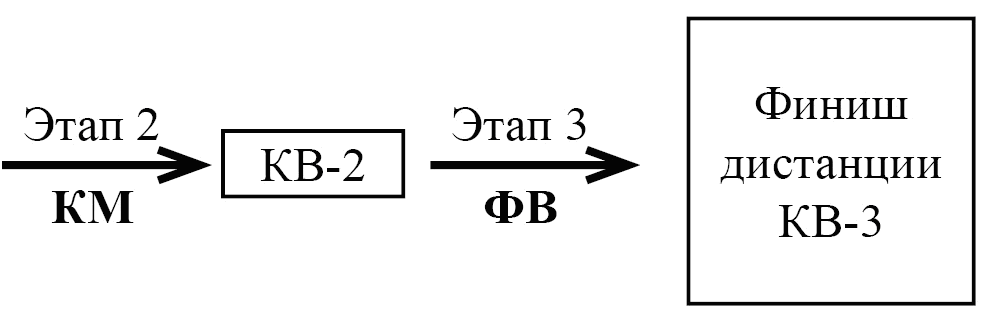 Этап 2
КМ
КВ-2
Этап 3
ФВ
Финиш
дистанции
КВ-3